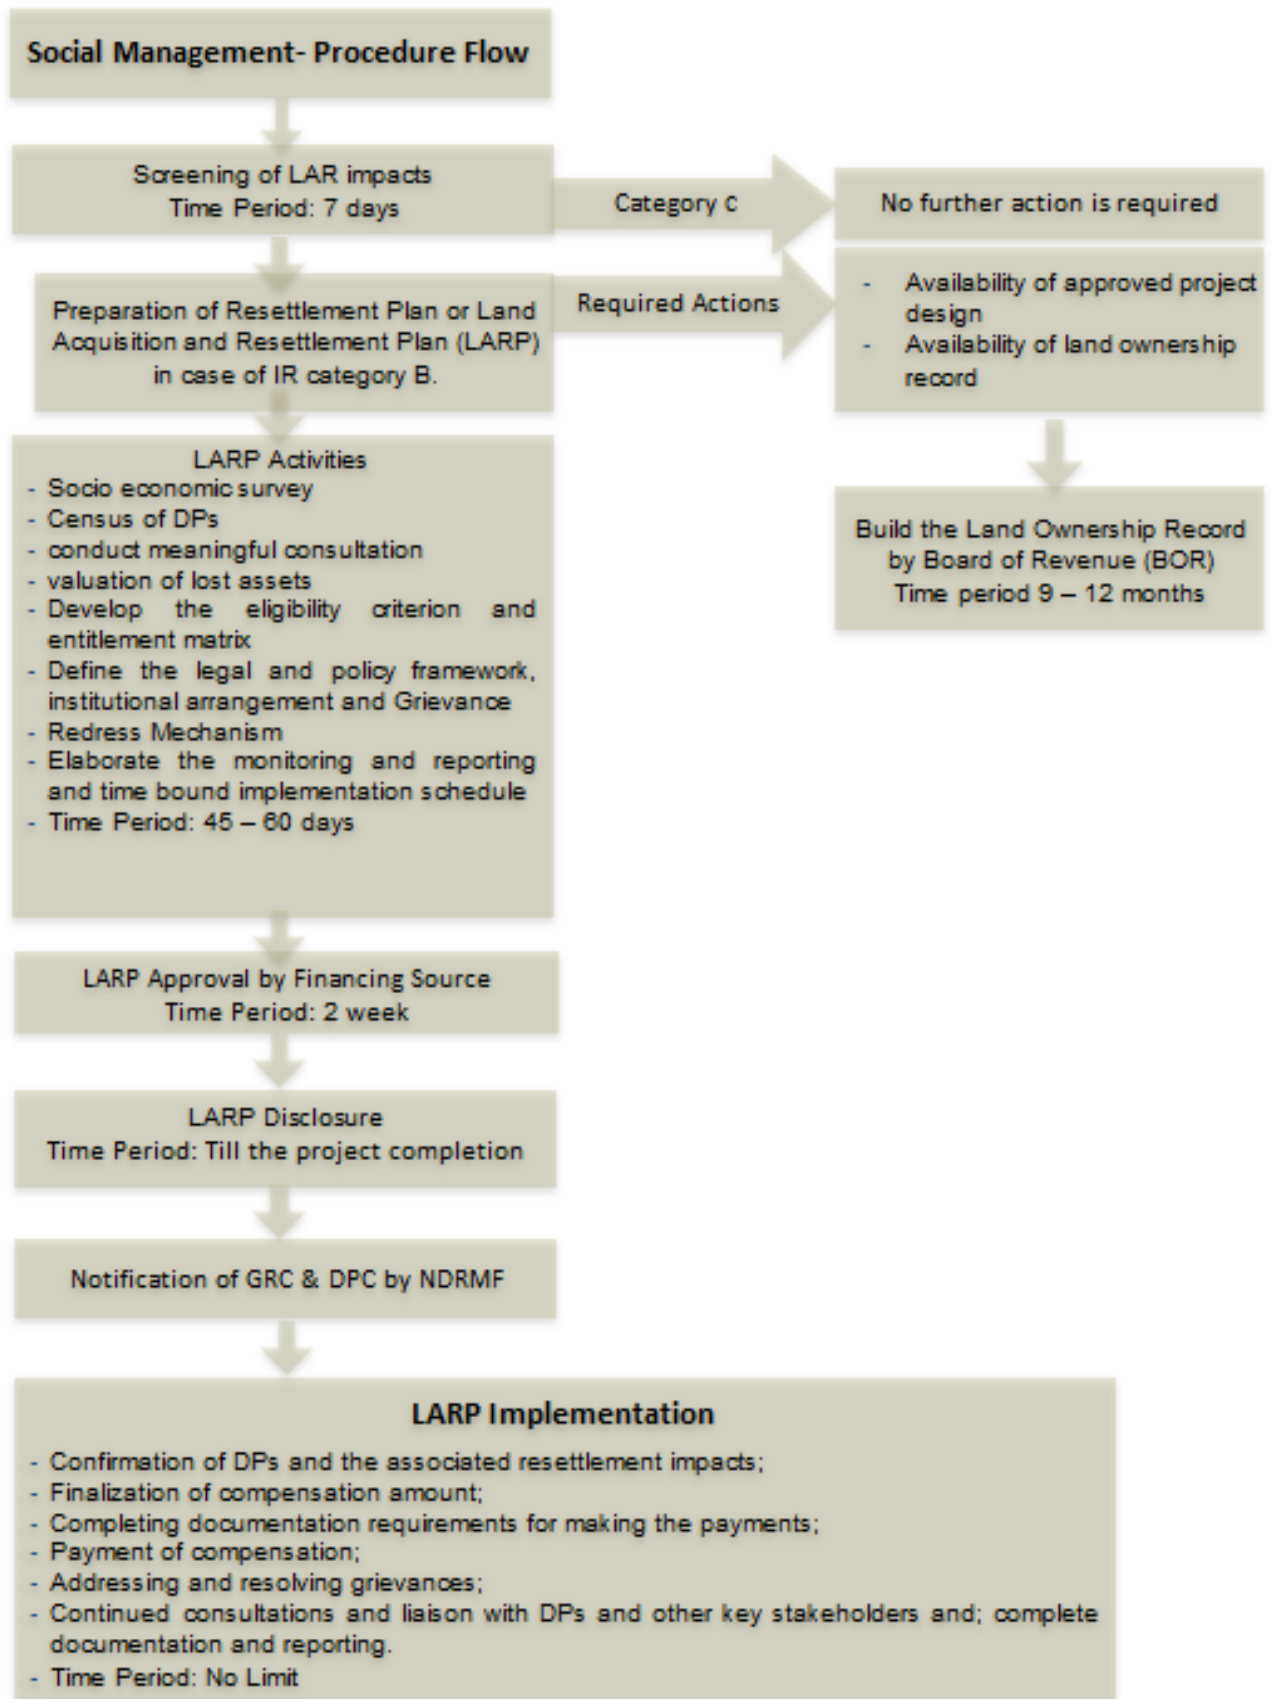 Social Management- Procedure Flow
Screening of LAR impacts
Time Period: 7 days
Category C
No further action is required
Preparation of Resettlement Plan or Land
Acquisition and Resettlement Plan (LARP)
in case of IR category B.
Required Actions
- Availability of approved project
design
- Availability of land ownership
record
Build the Land Ownership Record
by Board of Revenue (BOR)
Time period 9 – 12 months
LARP Activities
- Socio economic survey
- Census of DPs
- conduct meaningful consultation
- valuation of lost assets
- Develop the eligibility criterion and
entitlement matrix
- Define the legal and policy framework,
institutional arrangement and Grievance
- Redress Mechanism
- Elaborate the monitoring and reporting
and time bound implementation schedule
- Time Period: 45 – 60 days
LARP Approval by Financing Source
Time Period: 2 week
LARP Disclosure
Time Period: Till the project completion
Notification of GRC & DPC by NDRMF
LARP Implementation
- Confirmation of DPs and the associated resettlement impacts;
- Finalization of compensation amount;
- Completing documentation requirements for making the payments;
- Payment of compensation;
- Addressing and resolving grievances;
- Continued consultations and liaison with DPs and other key stakeholders and; complete
documentation and reporting.
- Time Period: No Limit